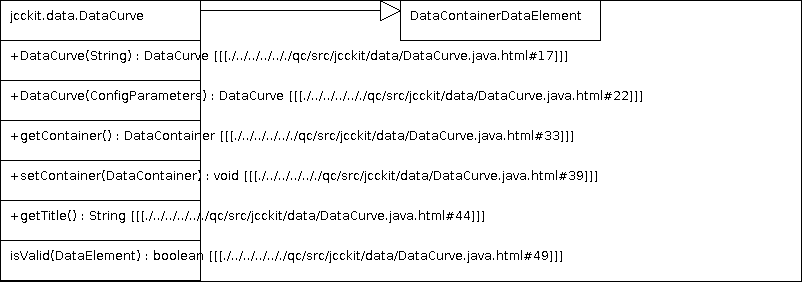 jcckit.data.DataCurve
DataContainerDataElement
+DataCurve(String) : DataCurve [[[./../../../.././qc/src/jcckit/data/DataCurve.java.html#17]]]
+DataCurve(ConfigParameters) : DataCurve [[[./../../../.././qc/src/jcckit/data/DataCurve.java.html#22]]]
+getContainer() : DataContainer [[[./../../../.././qc/src/jcckit/data/DataCurve.java.html#33]]]
+setContainer(DataContainer) : void [[[./../../../.././qc/src/jcckit/data/DataCurve.java.html#39]]]
+getTitle() : String [[[./../../../.././qc/src/jcckit/data/DataCurve.java.html#44]]]
isValid(DataElement) : boolean [[[./../../../.././qc/src/jcckit/data/DataCurve.java.html#49]]]